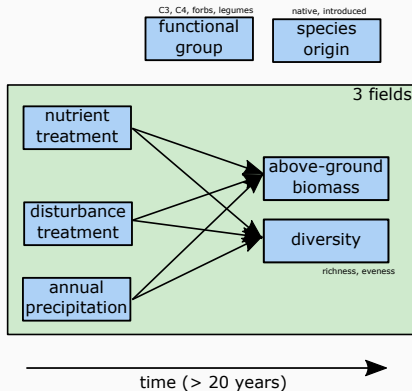 C3, C4, forbs, legumes
functional
group
native, introduced
species
origin
3 fields
nutrient
treatment
above-ground
biomass
disturbance
treatment
diversity
richness, eveness
annual
precipitation
time (> 20 years)